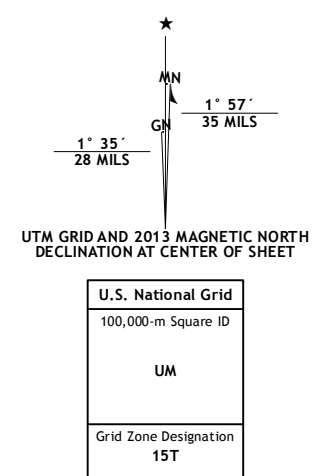 MN
1° 57´
35 MILS
GN
1° 35´
28 MILS
UTM GRID AND 2013 MAGNETIC NORTH
DECLINATION AT CENTER OF SHEET
U.S. National Grid
100,000-m Square ID
UM
Grid Zone Designation
15T